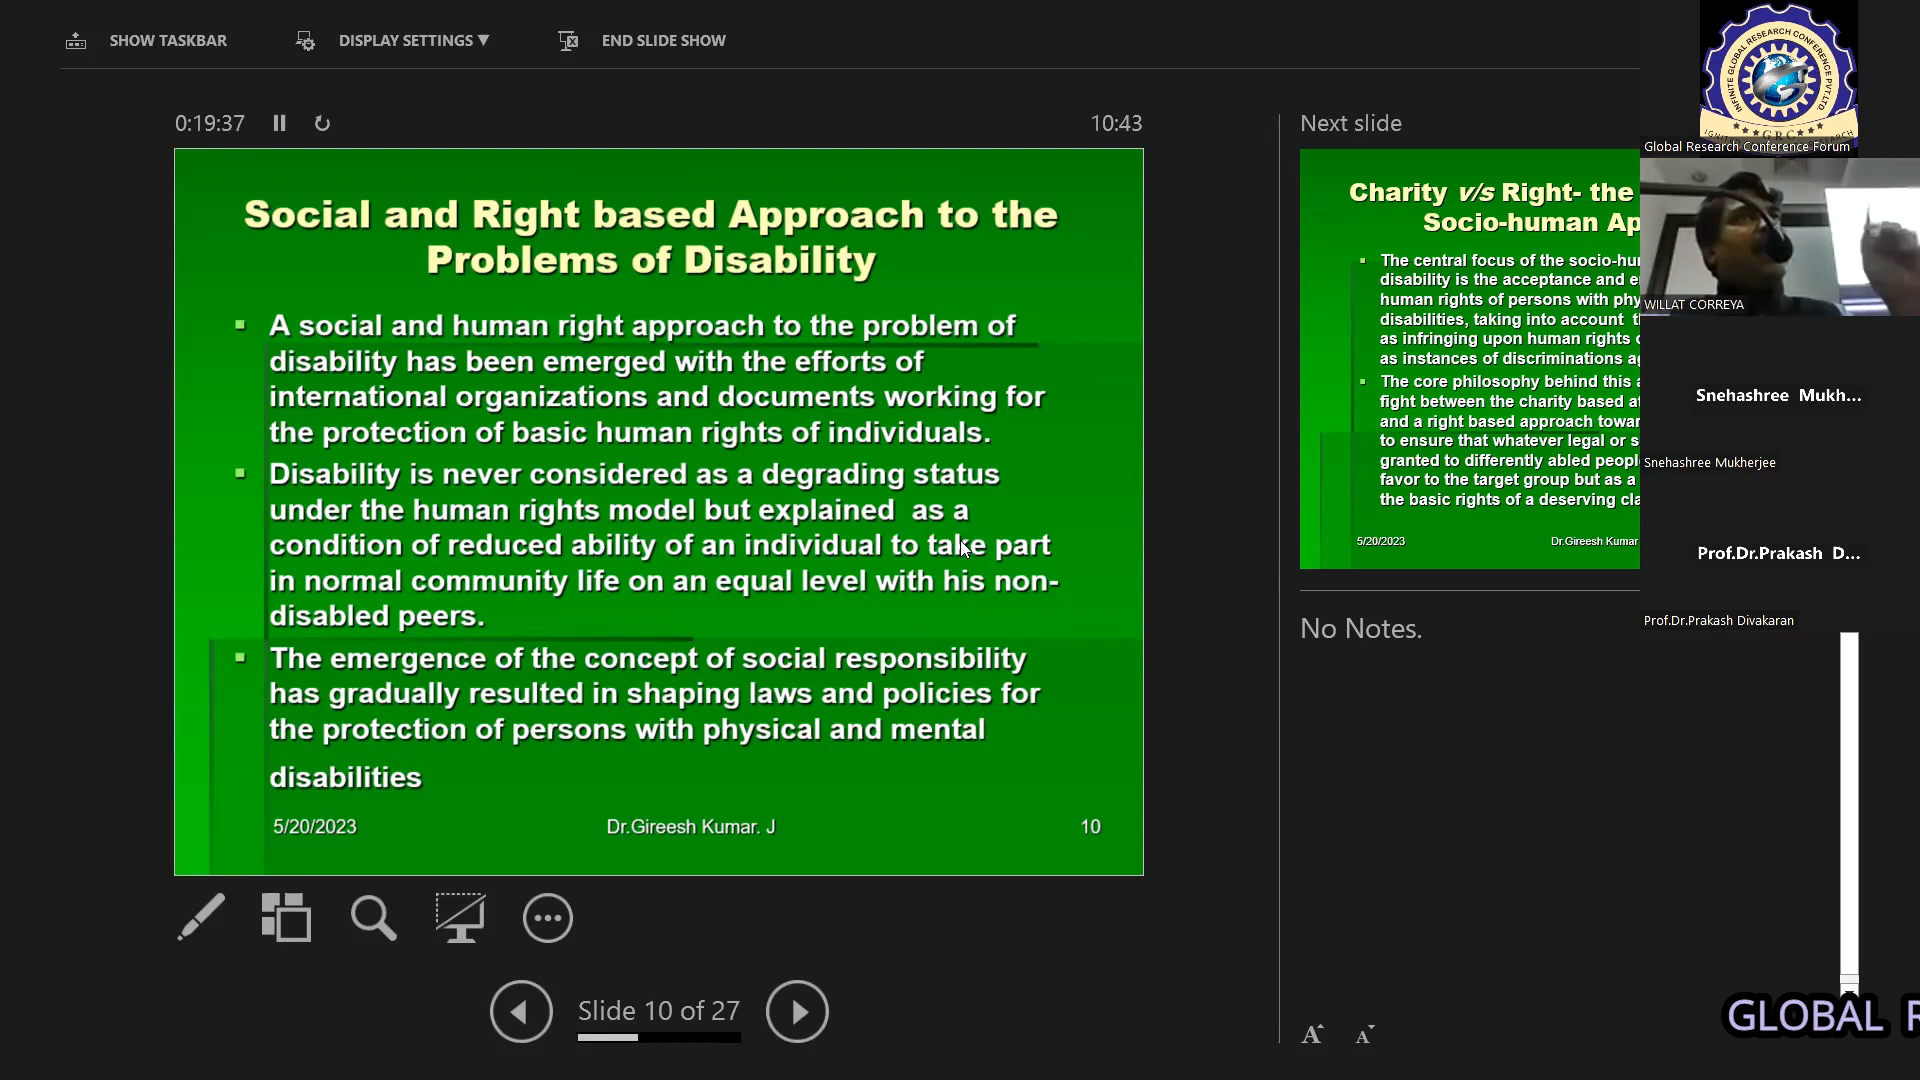 SHOW TASKBAR
DISPLAY SETTINGS ▼
END SLIDE SHOW
0:19:37
10:43
Social and Right based Approach to the
Problems of Disability
▪ A social and human right approach to the problem of
disability has been emerged with the efforts of
international organizations and documents working for
the protection of basic human rights of individuals.
▪ Disability is never considered as a degrading status
under the human rights model but explained  as a
condition of reduced ability of an individual to take part
in normal community life on an equal level with his non-
disabled peers.
▪ The emergence of the concept of social responsibility
has gradually resulted in shaping laws and policies for
the protection of persons with physical and mental
disabilities
5/20/2023
Dr.Gireesh Kumar. J
10
Slide 10 of 27
Next slide
Charity v/s Right- the
Socio-human Ap
▪ The central focus of the socio-hu
disability is the acceptance and e
human rights of persons with phy
disabilities, taking into account t
as infringing upon human rights
as instances of discriminations a
▪ The core philosophy behind this
fight between the charity based at
and a right based approach towar
to ensure that whatever legal or s
granted to differently abled peopl
favor to the target group but as a
the basic rights of a deserving cla
5/20/2023
Dr.Gireesh Kumar
No Notes.
A A
INFINITE GLOBAL RESEARCH CONFERENCE PVT.LTD.
G R C
Global Research Conference Forum
WILLAT CORREYA
Snehashree Mukh...
Snehashree Mukherjee
Prof.Dr.Prakash D...
Prof.Dr.Prakash Divakaran
GLOBAL R